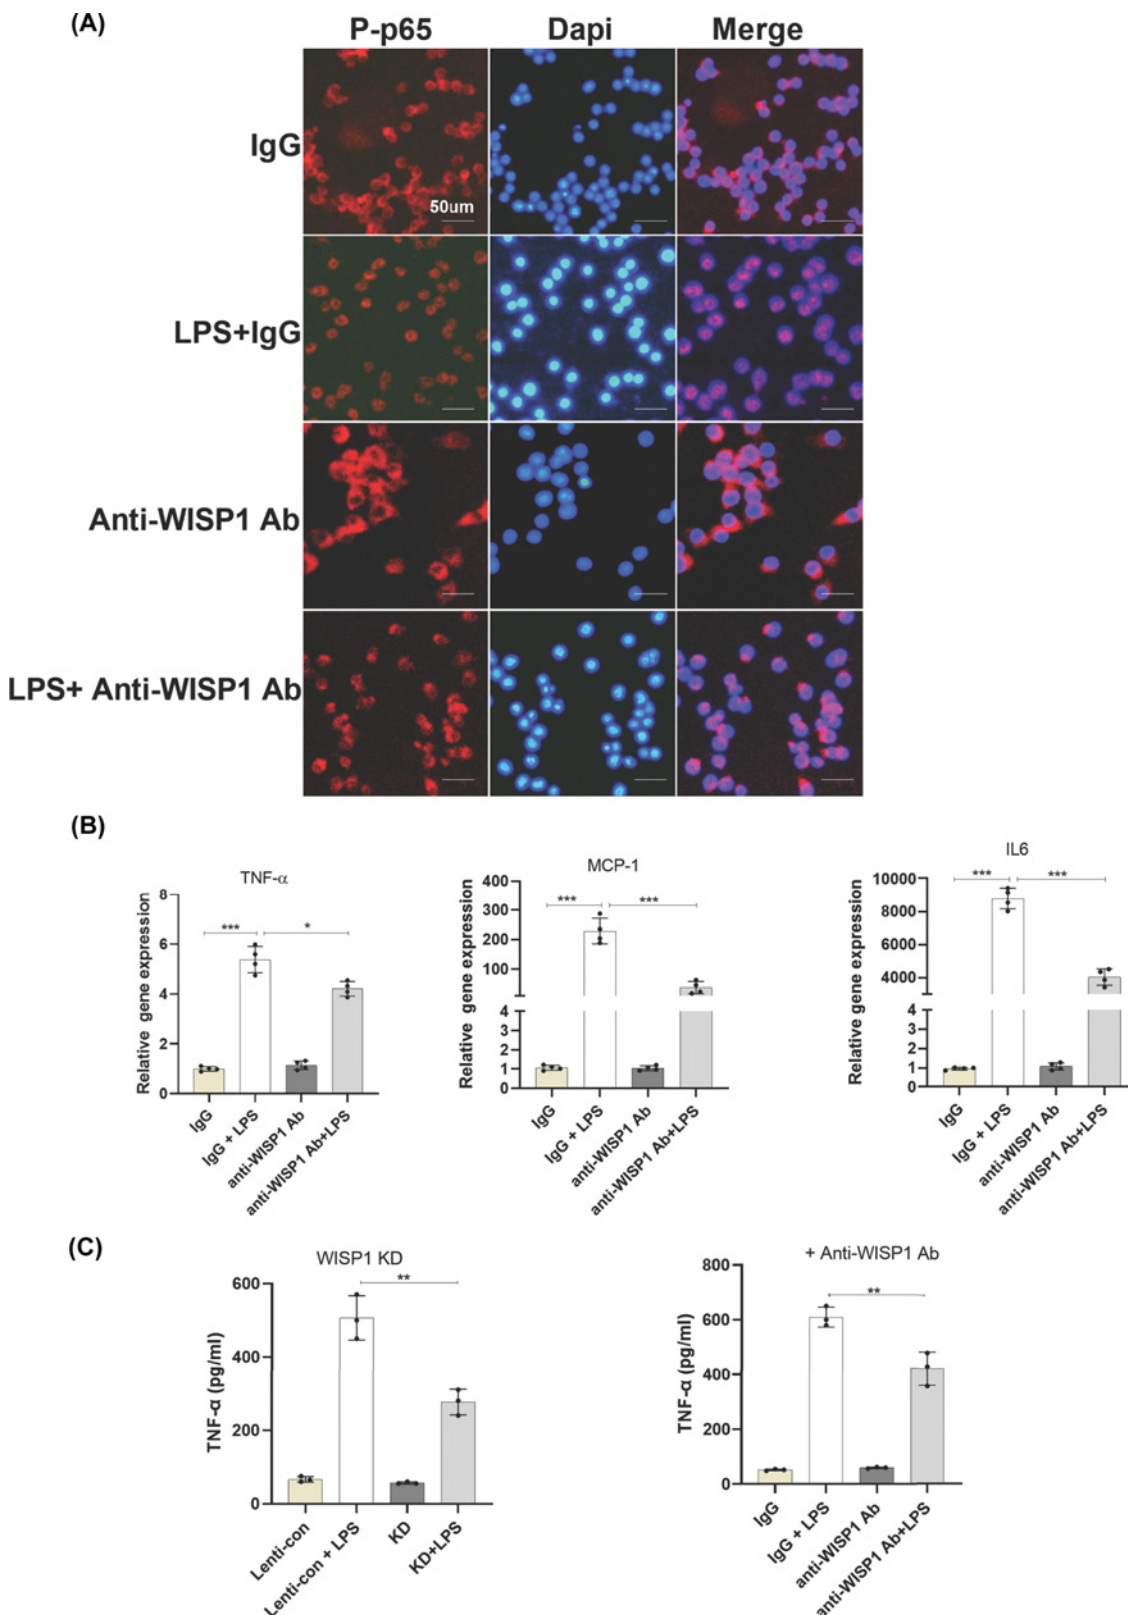 (A)
P-p65 Dapi Merge
IgG
50um
LPS+IgG
Anti-WISP1 Ab
LPS+ Anti-WISP1 Ab
(B)
TNF-α
Relative gene expression
8
6
4
2
0
***
*
IgG
IgG + LPS
anti-WISP1 Ab
anti-WISP1 Ab+LPS
MCP-1
Relative gene expression
400
300
200
100
4
3
2
1
0
***
***
IgG
IgG + LPS
anti-WISP1 Ab
anti-WISP1 Ab+LPS
IL6
Relative gene expression
10000
8000
6000
4000
4
3
2
1
0
***
***
IgG
IgG + LPS
anti-WISP1 Ab
anti-WISP1 Ab+LPS
(C)
WISP1 KD
TNF-α (pg/ml)
600
400
200
0
**
Lenti-con
Lenti-con + LPS
KD
KD+LPS
+ Anti-WISP1 Ab
TNF-α (pg/ml)
800
600
400
200
0
**
IgG
IgG + LPS
anti-WISP1 Ab
anti-WISP1 Ab+LPS